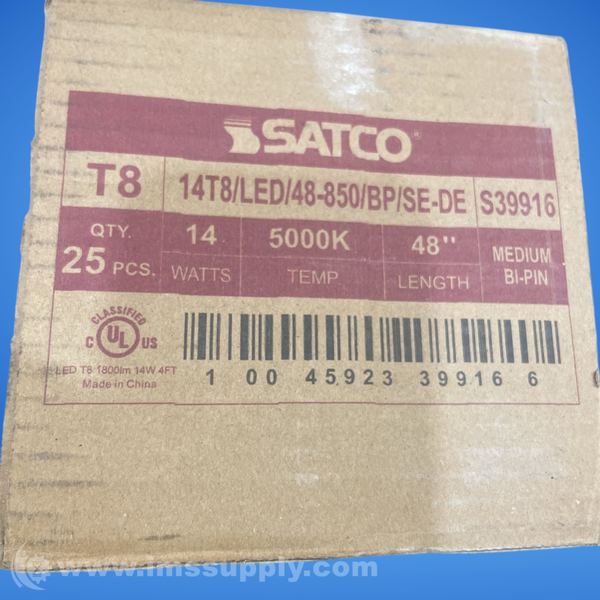 SATCO®
T8 14T8/LED/48-850/BP/SE-DE S39916
QTY. 25 PCS.
14 WATTS
5000K TEMP
48" LENGTH
MEDIUM BI-PIN
CLASSIFIED
C UL US
LED T8 1800lm 14W 4FT
Made in China
1 00 45923 39916 6
www.imssupply.com